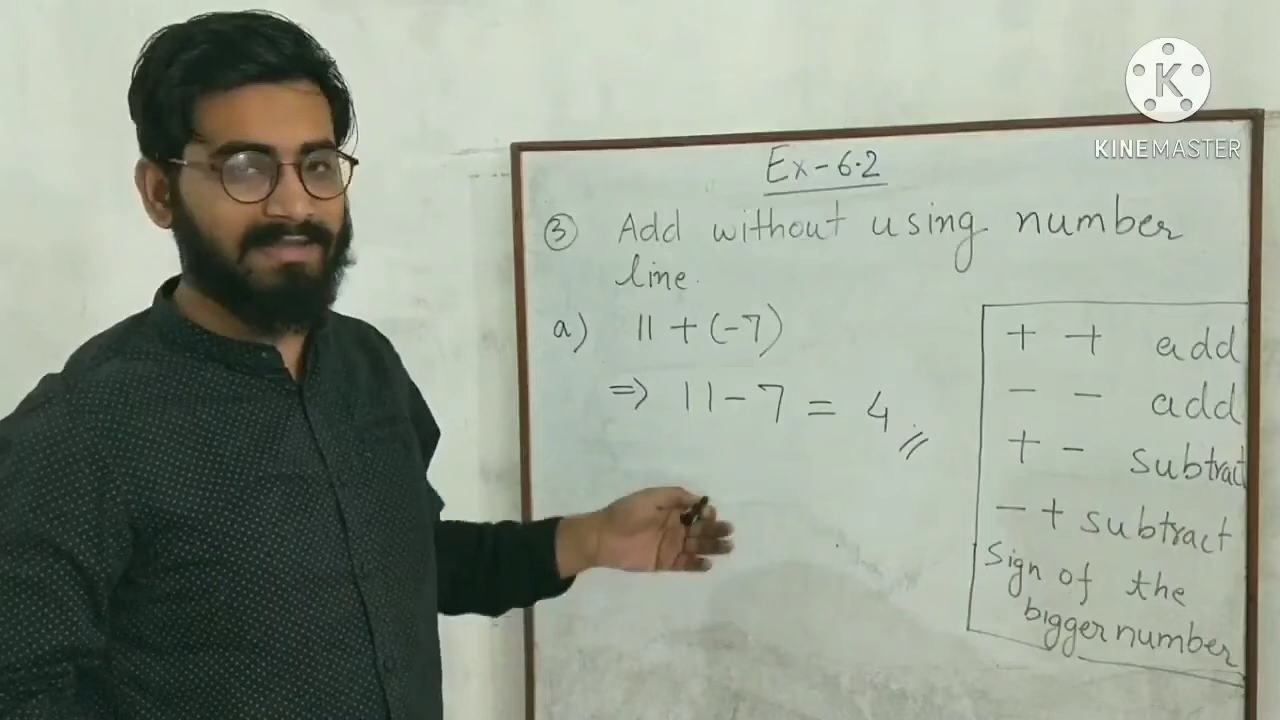 K
KINEMASTER
Ex-6.2
③ Add without using number
line.
a) 11 + (-7)
=> 11 - 7 = 4
+ + add
- - add
+ - subtract
- + subtract
Sign of the
bigger number